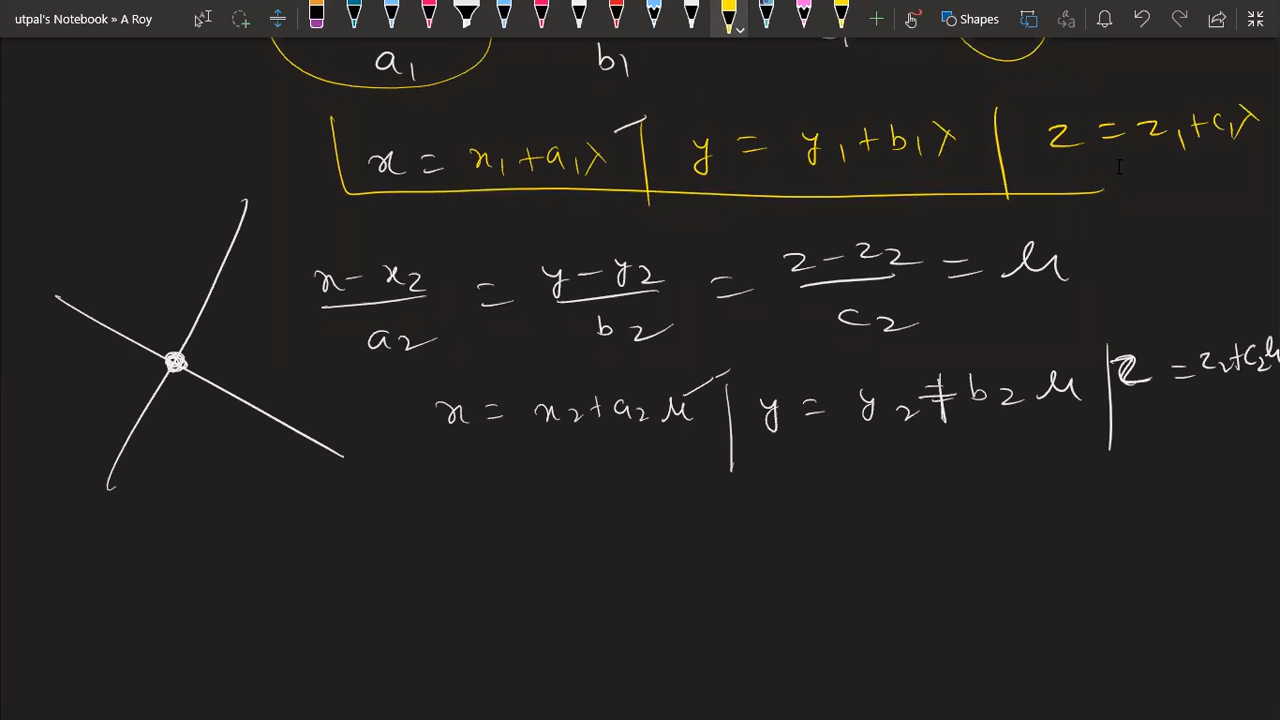 utpal's Notebook » A Roy
Shapes
a₁ b₁
x = x₁+a₁λ | y = y₁+b₁λ | z = z₁+c₁λ
x-x₂/a₂ = y-y₂/b₂ = z-z₂/c₂ = μ
x = x₂+a₂μ | y = y₂+b₂μ | z = z₂+c₂μ